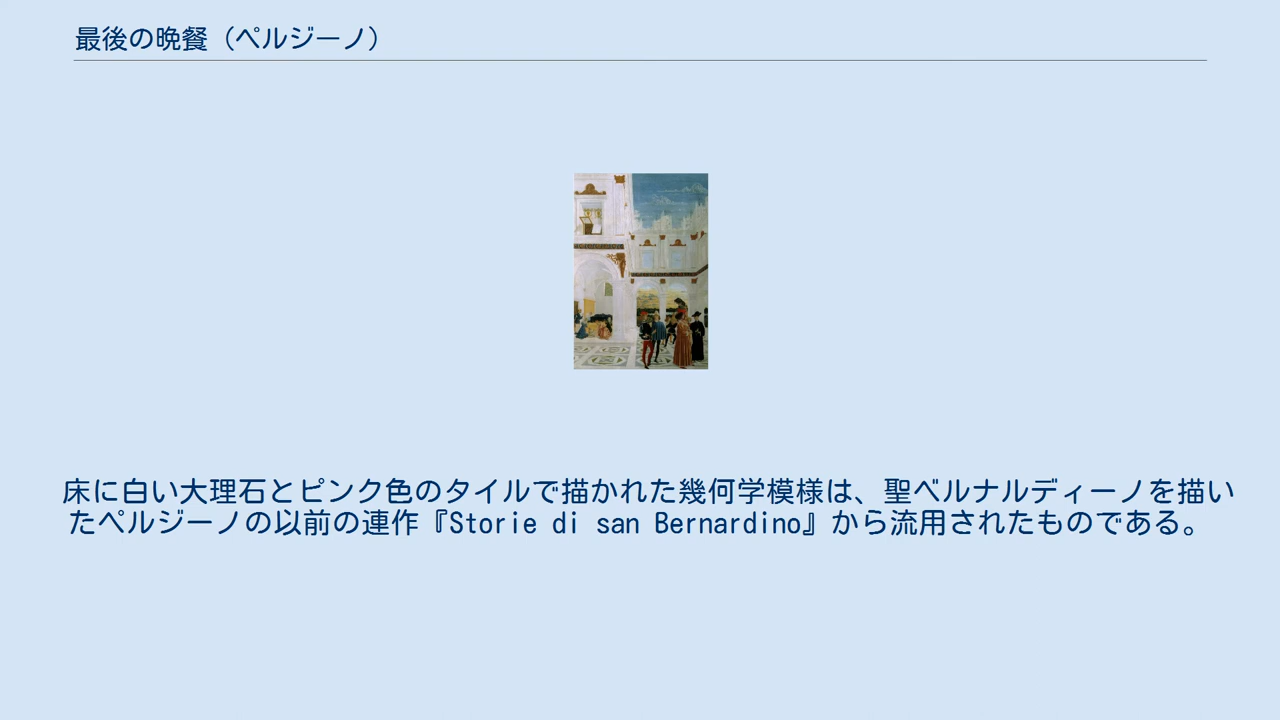 最後の晩餐（ペルジーノ）
床に白い大理石とピンク色のタイルで描かれた幾何学模様は、聖ベルナルディーノを描い
たペルジーノの以前の連作『Storie di san Bernardino』から流用されたものである。